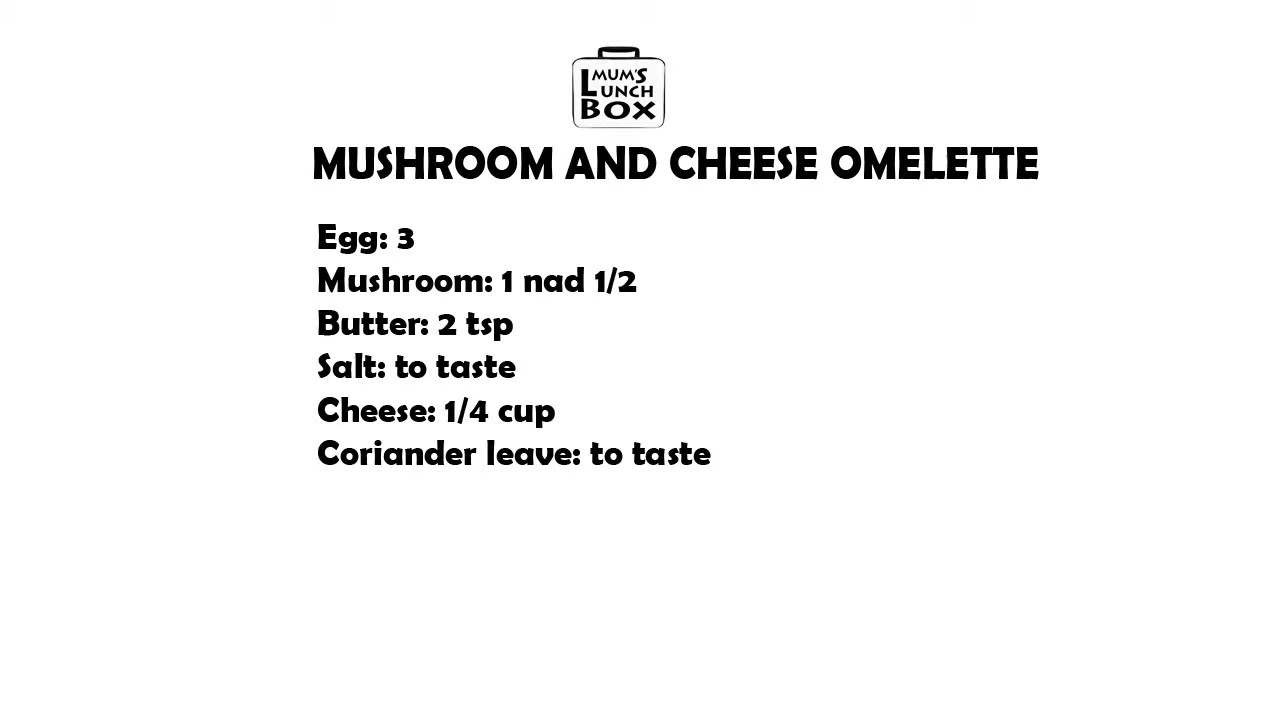 MUM'S
LUNCH
BOX
MUSHROOM AND CHEESE OMELETTE
Egg: 3
Mushroom: 1 nad 1/2
Butter: 2 tsp
Salt: to taste
Cheese: 1/4 cup
Coriander leave: to taste